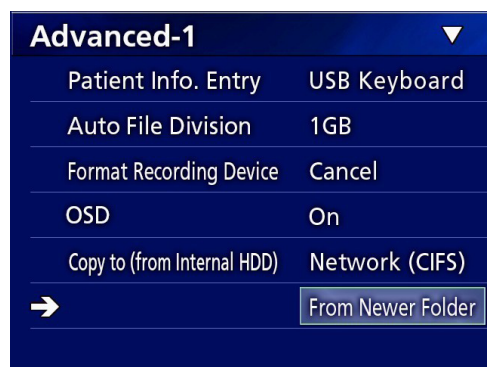 Advanced-1
Patient Info. Entry USB Keyboard
Auto File Division 1GB
Format Recording Device Cancel
OSD On
Copy to (from Internal HDD) Network (CIFS)
From Newer Folder